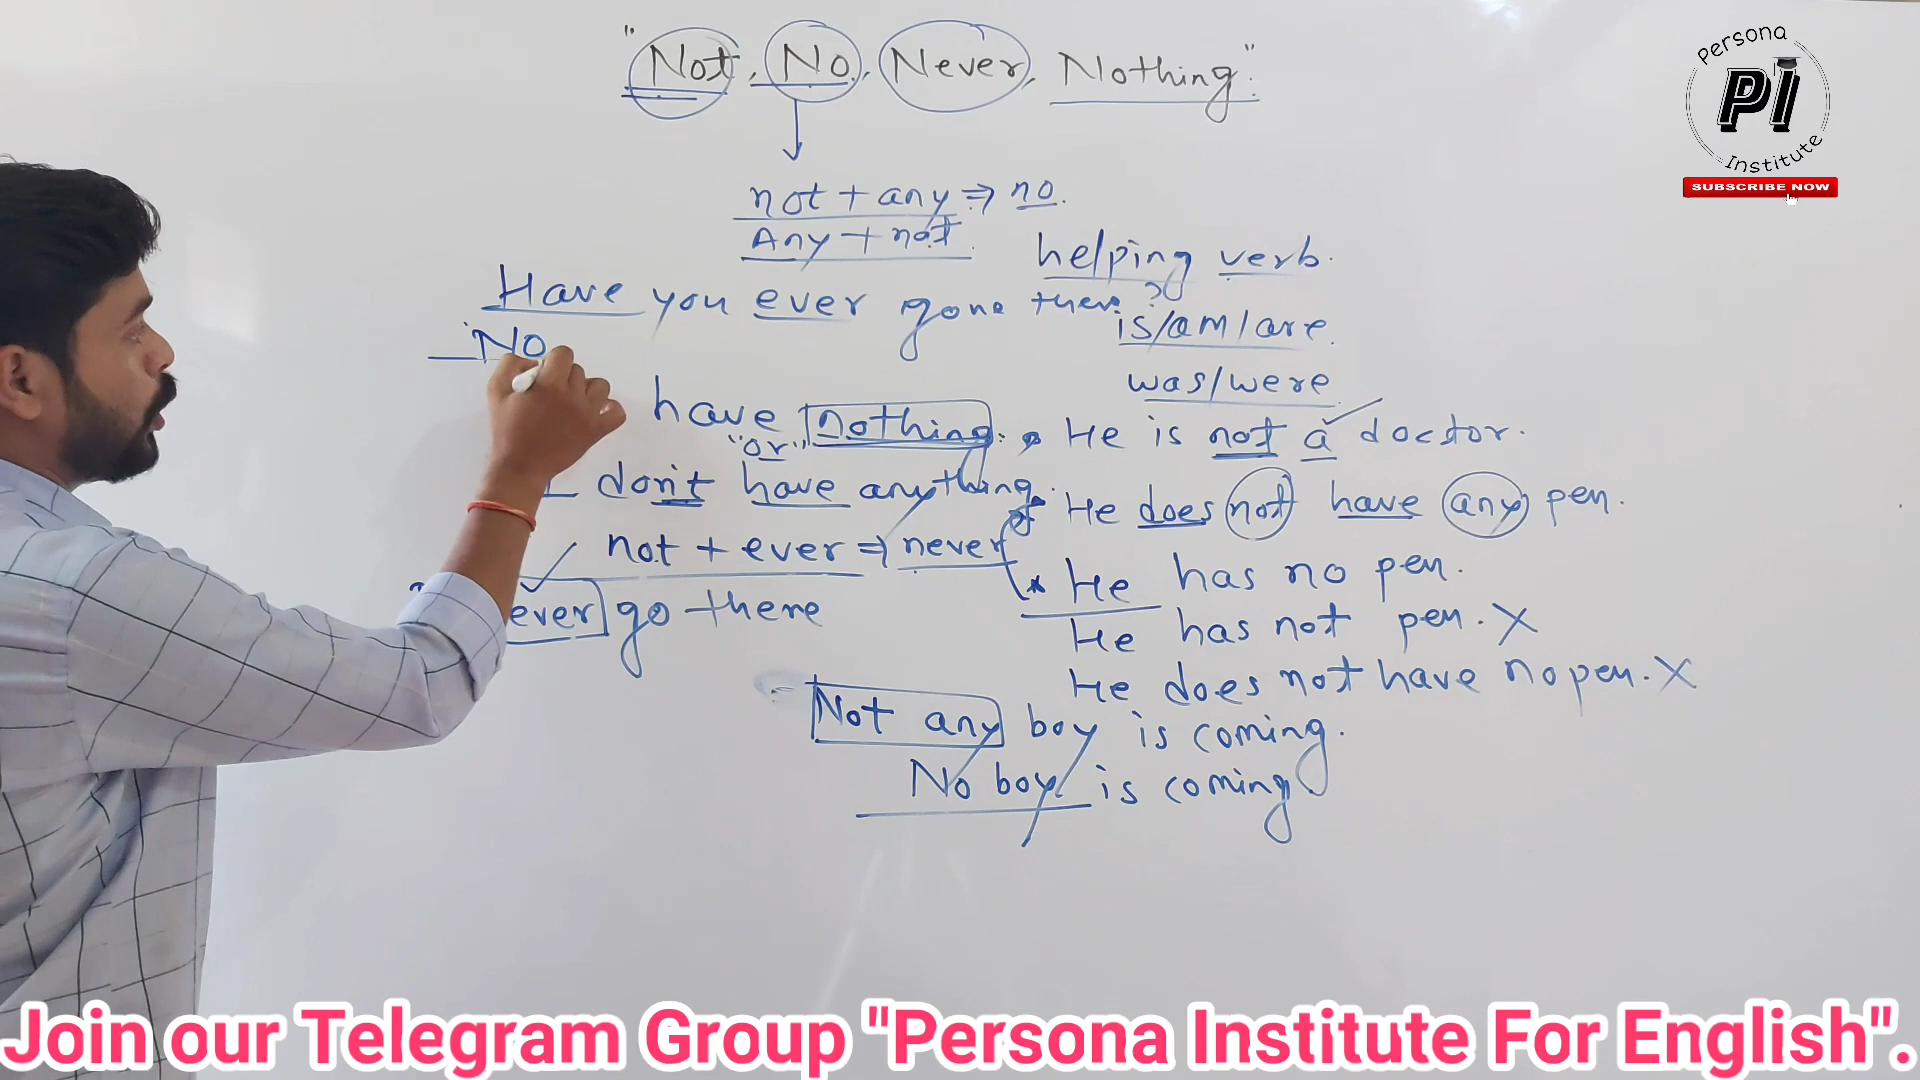 "Not, No, Never, Nothing."
not + any ⇒ no.
Any + not.
helping verb.
Have you ever gone there?
is/am/are.
No
was/were
have nothing.
"or"
He is not a doctor.
don't have anything.
He does not have any pen.
not + ever ⇒ never
He has no pen.
ever go there
He has not pen. X
He does not have no pen. X
Not any boy is coming.
No boy is coming.
Persona
PI
Institute
SUBSCRIBE NOW
Join our Telegram Group "Persona Institute For English".